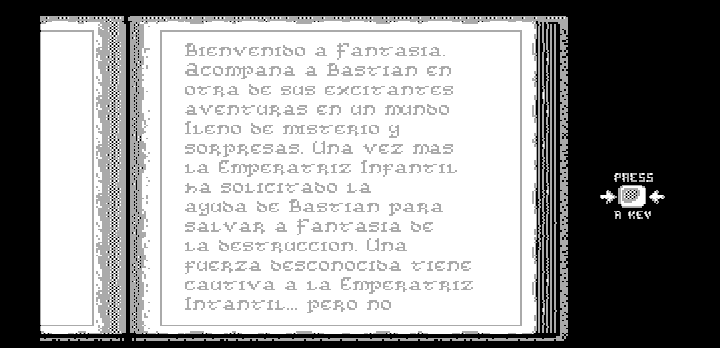 Bienvenido a Fantasia.
Acompana a Bastian en
otra de sus excitantes
aventuras en un mundo
lleno de misterio y
sorpresas. Una vez mas
la Emperatriz Infantil
ha solicitado la
ayuda de Bastian para
salvar a Fantasia de
la destruccion. Una
fuerza desconocida tiene
cautiva a la Emperatriz
Infantil... pero no
PRESS
A KEY